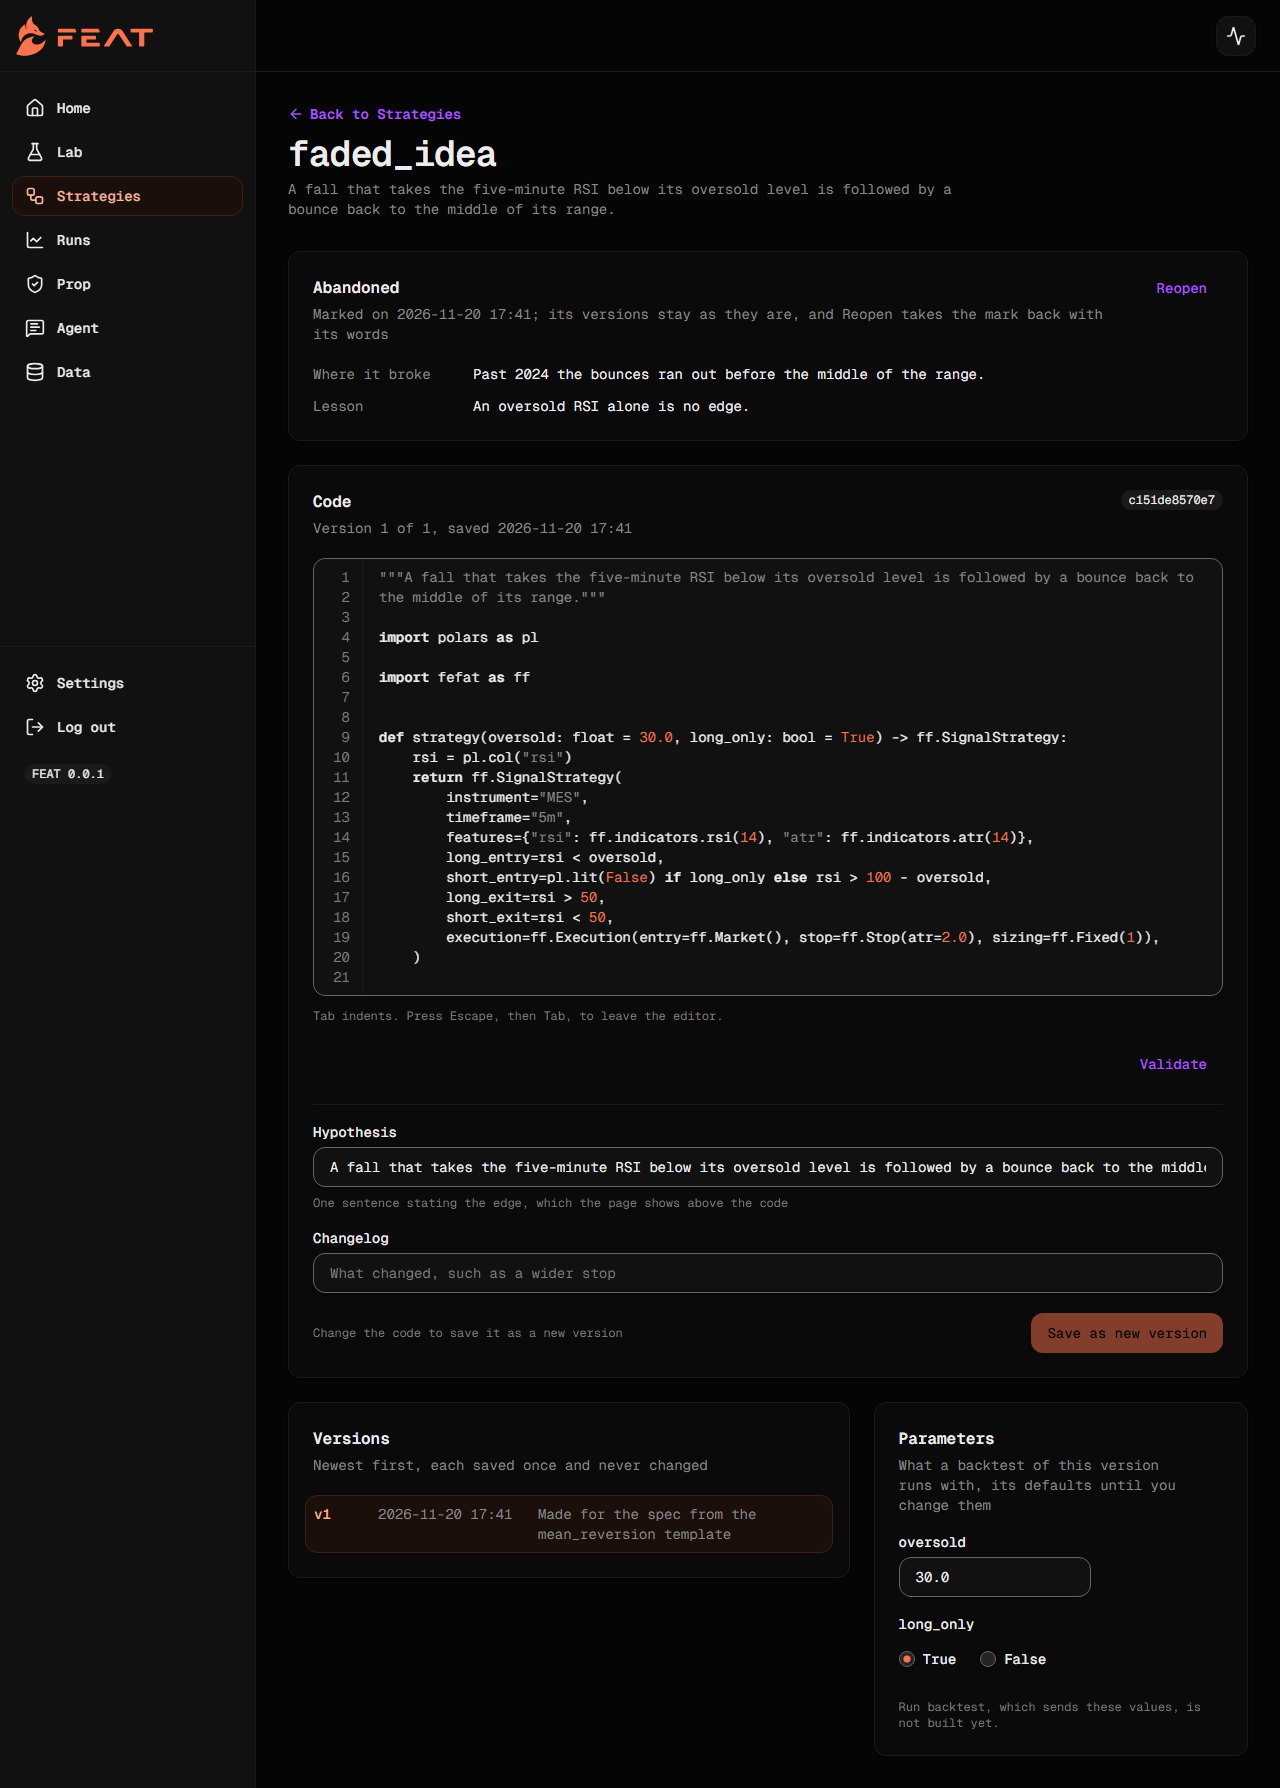 FEAT
Home
Lab
Strategies
Runs
Prop
Agent
Data
Settings
Log out
FEAT 0.0.1
← Back to Strategies
faded_idea
A fall that takes the five-minute RSI below its oversold level is followed by a
bounce back to the middle of its range.
Abandoned
Reopen
Marked on 2026-11-20 17:41; its versions stay as they are, and Reopen takes the mark back with
its words
Where it broke Past 2024 the bounces ran out before the middle of the range.
Lesson An oversold RSI alone is no edge.
Code
c151de8570e7
Version 1 of 1, saved 2026-11-20 17:41
1 """A fall that takes the five-minute RSI below its oversold level is followed by a bounce back to
2 the middle of its range."""
3
4 import polars as pl
5
6 import fefat as ff
7
8
9 def strategy(oversold: float = 30.0, long_only: bool = True) -> ff.SignalStrategy:
10     rsi = pl.col("rsi")
11     return ff.SignalStrategy(
12         instrument="MES",
13         timeframe="5m",
14         features={"rsi": ff.indicators.rsi(14), "atr": ff.indicators.atr(14)},
15         long_entry=rsi < oversold,
16         short_entry=pl.lit(False) if long_only else rsi > 100 - oversold,
17         long_exit=rsi > 50,
18         short_exit=rsi < 50,
19         execution=ff.Execution(entry=ff.Market(), stop=ff.Stop(atr=2.0), sizing=ff.Fixed(1)),
20     )
21
Tab indents. Press Escape, then Tab, to leave the editor.
Validate
Hypothesis
A fall that takes the five-minute RSI below its oversold level is followed by a bounce back to the middle
One sentence stating the edge, which the page shows above the code
Changelog
What changed, such as a wider stop
Change the code to save it as a new version
Save as new version
Versions
Newest first, each saved once and never changed
v1 2026-11-20 17:41 Made for the spec from the
mean_reversion template
Parameters
What a backtest of this version
runs with, its defaults until you
change them
oversold
30.0
long_only
True False
Run backtest, which sends these values, is
not built yet.